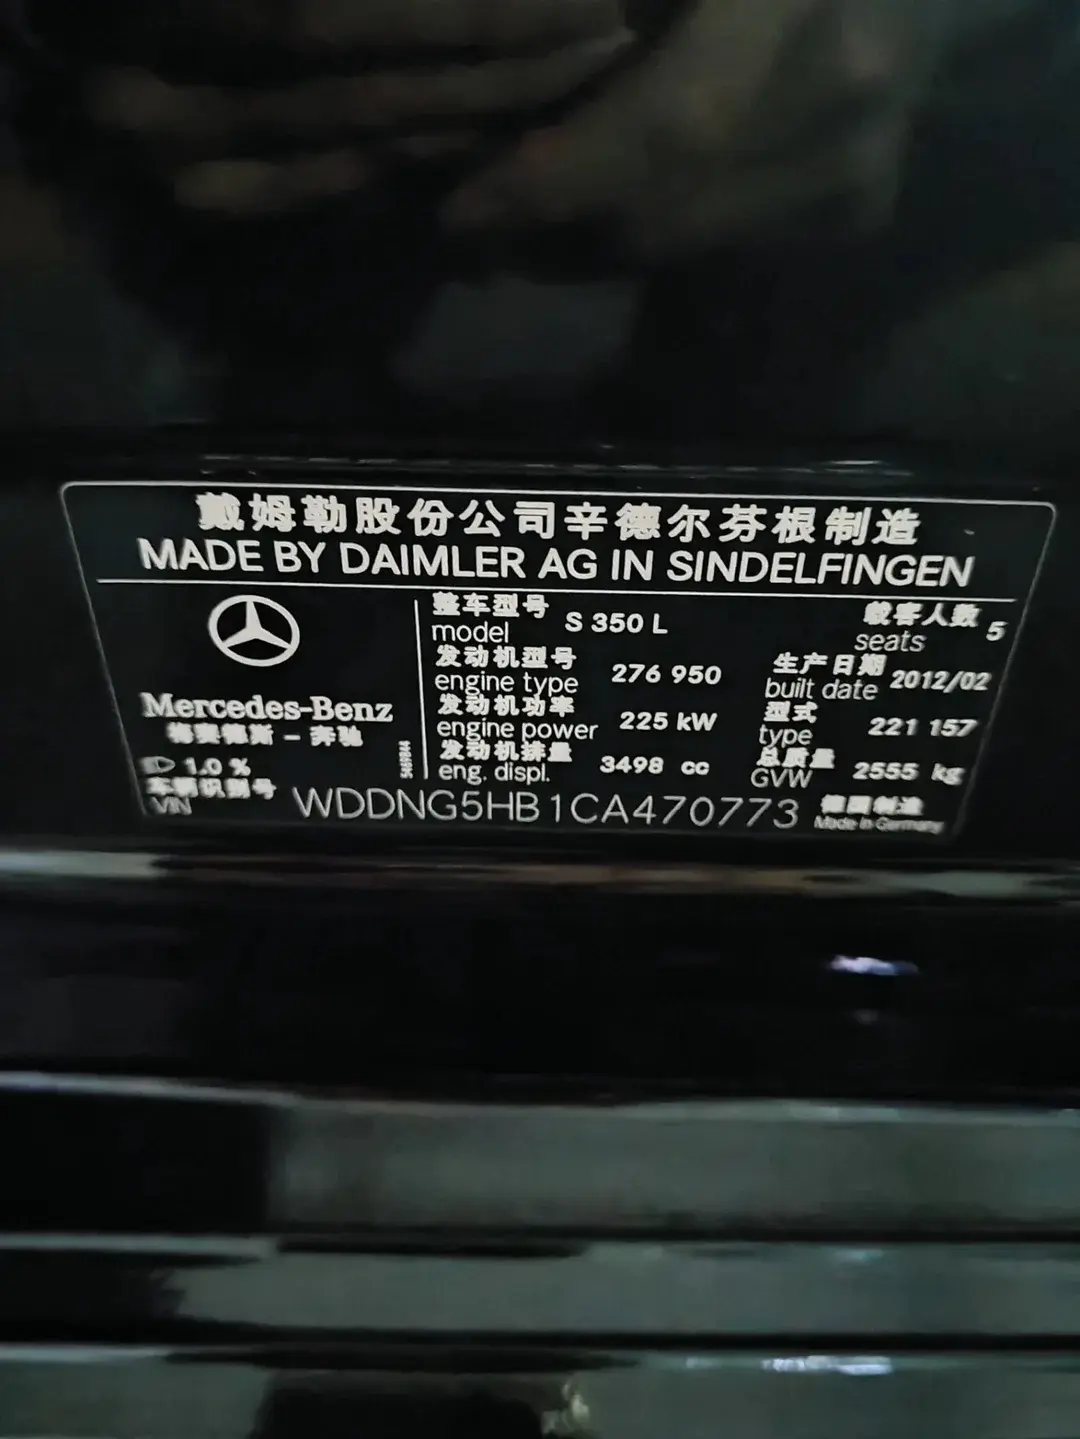 戴姆勒股份公司辛德尔芬根制造
MADE BY DAIMLER AG IN SINDELFINGEN
整车型号
model
S 350 L
载客人数
seats
5
发动机型号
engine type
276 950
生产日期
built date
2012/02
发动机功率
engine power
225 kW
型式
type
221 157
发动机排量
eng. displ.
3498 cc
总质量
GVW
2555 kg
Mercedes-Benz
梅赛德斯 - 奔驰
1.0 %
车辆识别号
VIN
WDDNG5HB1CA470773
德国制造
Made in Germany